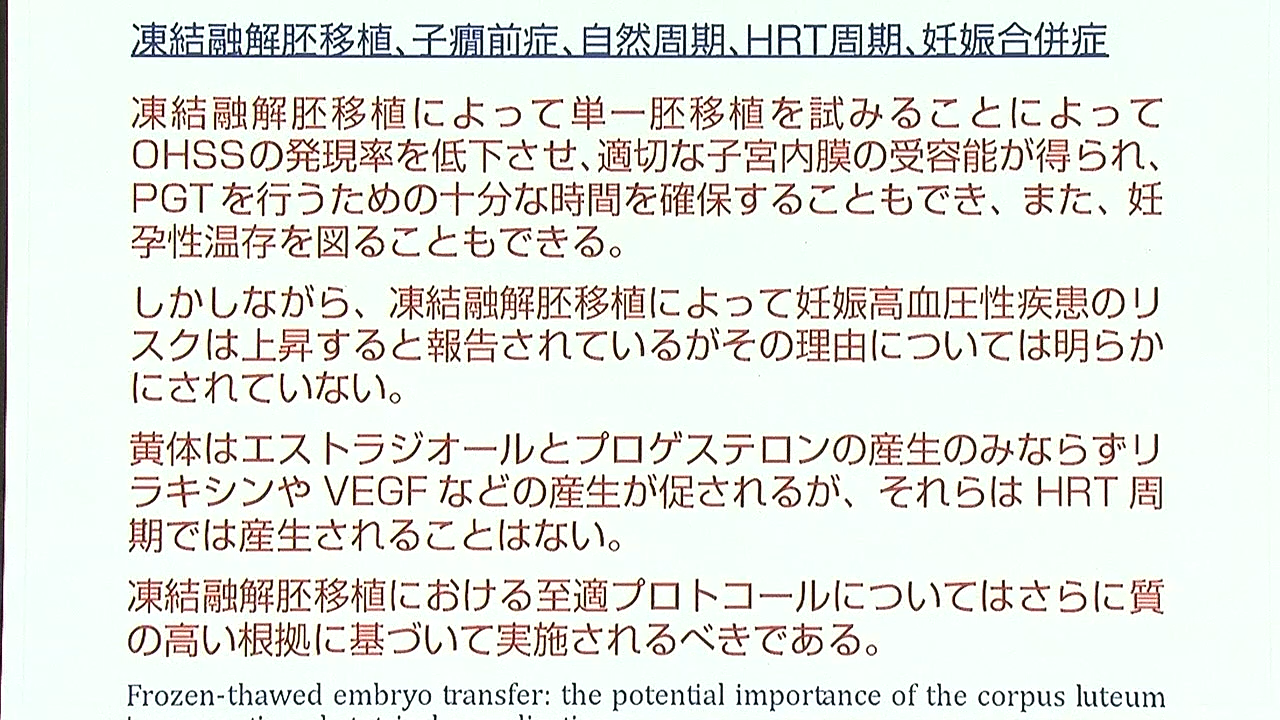 凍結融解胚移植、子癇前症、自然周期、HRT周期、妊娠合併症
凍結融解胚移植によって単一胚移植を試みることによって
OHSSの発現率を低下させ、適切な子宮内膜の受容能が得られ、
PGTを行うための十分な時間を確保することもでき、また、妊
孕性温存を図ることもできる。
しかしながら、凍結融解胚移植によって妊娠高血圧性疾患のリ
スクは上昇すると報告されているがその理由については明らか
にされていない。
黄体はエストラジオールとプロゲステロンの産生のみならずリ
ラキシンや VEGF などの産生が促されるが、それらは HRT 周
期では産生されることはない。
凍結融解胚移植における至適プロトコールについてはさらに質
の高い根拠に基づいて実施されるべきである。
Frozen-thawed embryo transfer: the potential importance of the corpus luteum